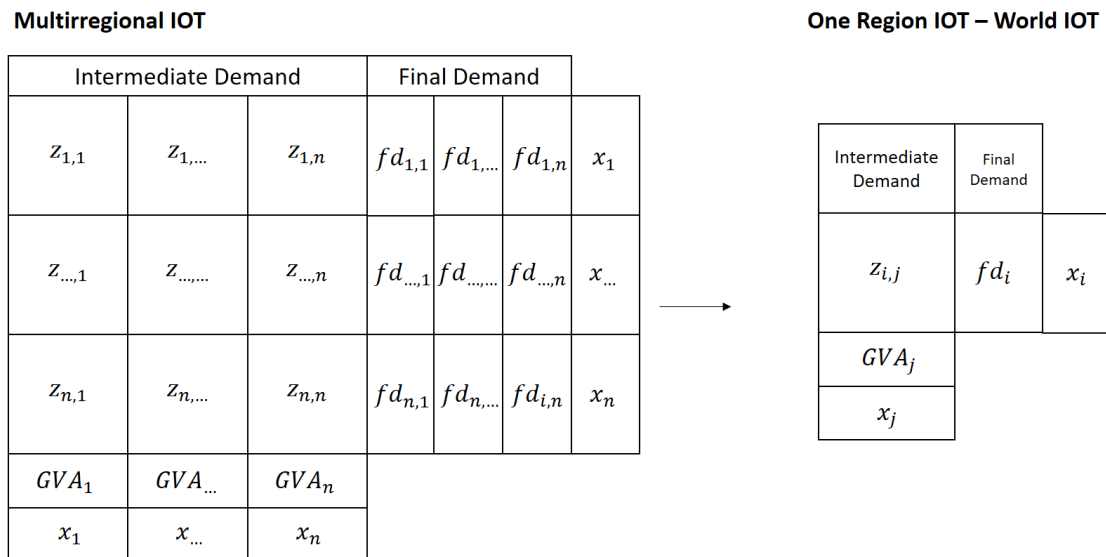 Multirregional IOT
One Region IOT – World IOT
Intermediate Demand Final Demand
z₁,₁ z₁,... z₁,ₙ fd₁,₁ fd₁,... fd₁,ₙ x₁
z...,₁ z...,... z...,ₙ fd...,₁ fd...,... fd...,ₙ x...
zₙ,₁ zₙ,... zₙ,ₙ fdₙ,₁ fdₙ,... fdᵢ,ₙ xₙ
GVA₁ GVA... GVAₙ
x₁ x... xₙ
Intermediate
Demand
Final
Demand
zᵢ,ⱼ fdᵢ xᵢ
GVAⱼ
xⱼ